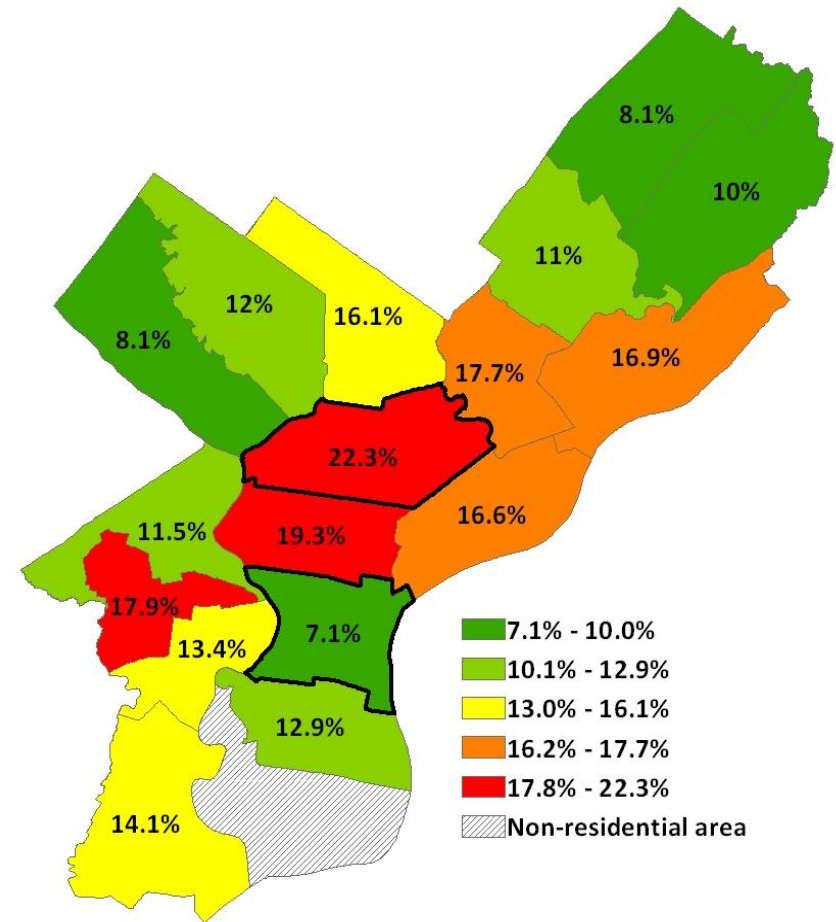 8.1%
10%
11%
12%
16.1%
8.1%
16.9%
17.7%
22.3%
16.6%
11.5%
19.3%
17.9%
7.1%
13.4%
12.9%
14.1%
7.1% - 10.0%
10.1% - 12.9%
13.0% - 16.1%
16.2% - 17.7%
17.8% - 22.3%
Non-residential area